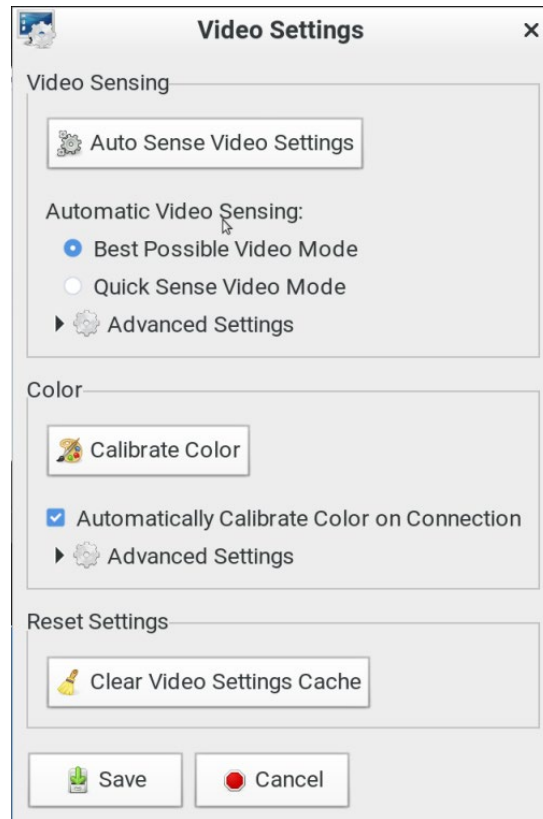 Video Settings
Video Sensing
Auto Sense Video Settings
Automatic Video Sensing:
Best Possible Video Mode
Quick Sense Video Mode
Advanced Settings
Color
Calibrate Color
Automatically Calibrate Color on Connection
Advanced Settings
Reset Settings
Clear Video Settings Cache
Save Cancel